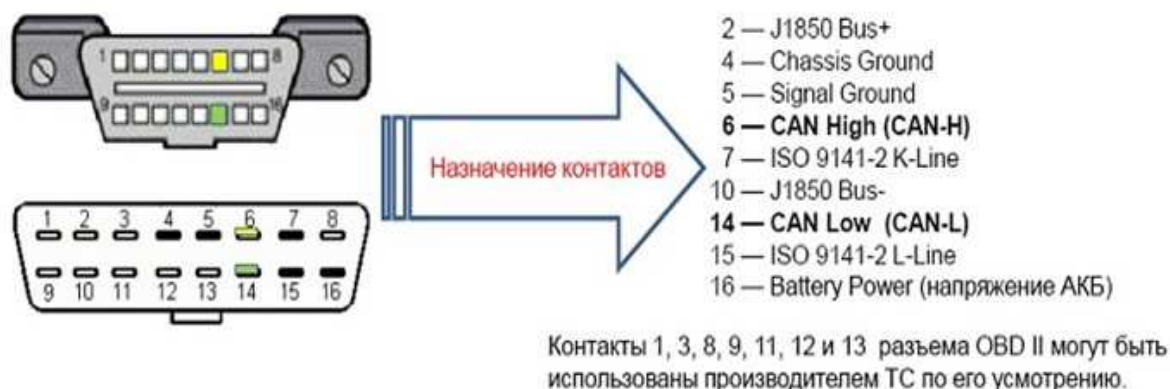 1
8
9
16
1 2 3 4 5 6 7 8
9 10 11 12 13 14 15 16
Назначение контактов
2 — J1850 Bus+
4 — Chassis Ground
5 — Signal Ground
6 — CAN High (CAN-H)
7 — ISO 9141-2 K-Line
10 — J1850 Bus-
14 — CAN Low (CAN-L)
15 — ISO 9141-2 L-Line
16 — Battery Power (напряжение АКБ)
Контакты 1, 3, 8, 9, 11, 12 и 13 разъема OBD II могут быть
использованы производителем ТС по его усмотрению.